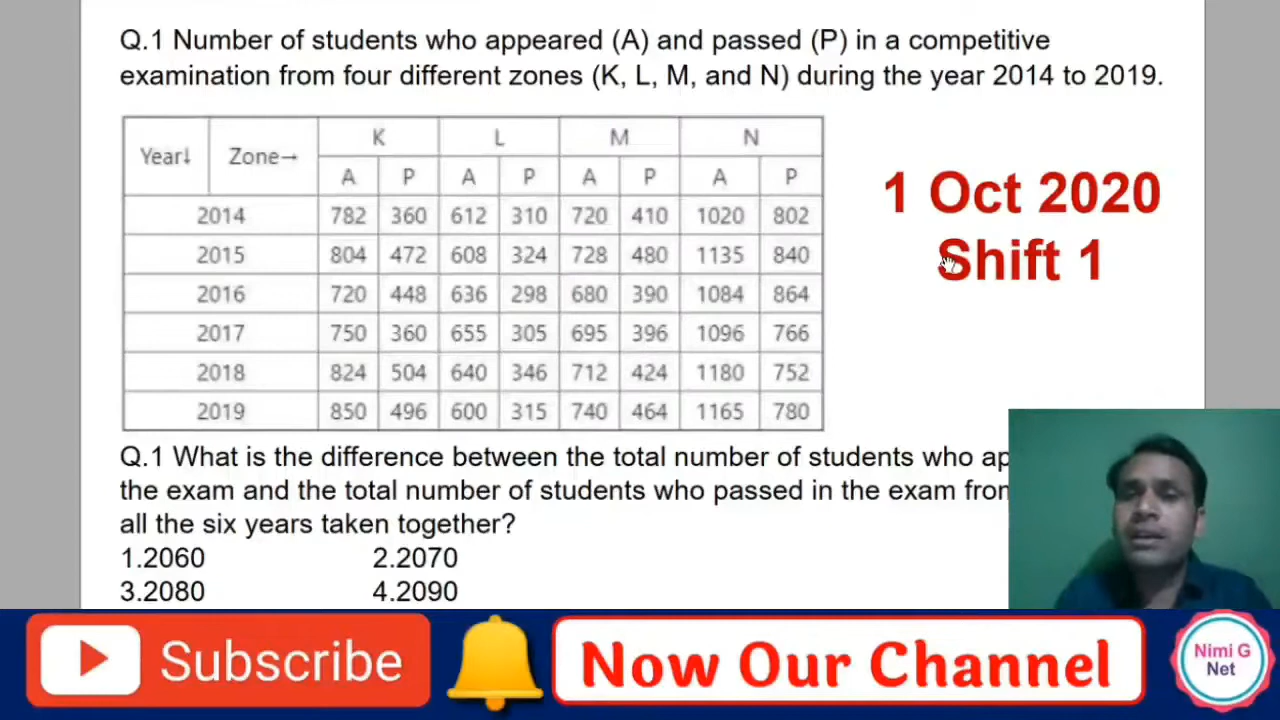 Q.1 Number of students who appeared (A) and passed (P) in a competitive
examination from four different zones (K, L, M, and N) during the year 2014 to 2019.
Year↓ Zone→ K L M N
A P A P A P A P
2014 782 360 612 310 720 410 1020 802
2015 804 472 608 324 728 480 1135 840
2016 720 448 636 298 680 390 1084 864
2017 750 360 655 305 695 396 1096 766
2018 824 504 640 346 712 424 1180 752
2019 850 496 600 315 740 464 1165 780
1 Oct 2020
Shift 1
Q.1 What is the difference between the total number of students who ap
the exam and the total number of students who passed in the exam from
all the six years taken together?
1.2060 2.2070
3.2080 4.2090
Subscribe
Now Our Channel
Nimi G
Net